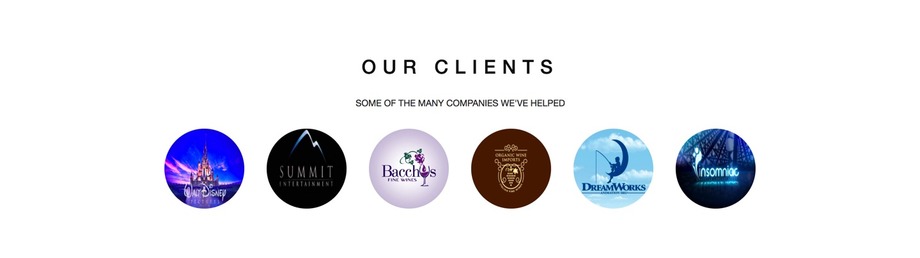 OUR CLIENTS
SOME OF THE MANY COMPANIES WE'VE HELPED
WALT DISNEY
PICTURES
SUMMIT
ENTERTAINMENT
Bacchus
FINE WINES
ORGANIC WINE
IMPORTS
DREAMWORKS
insomniac